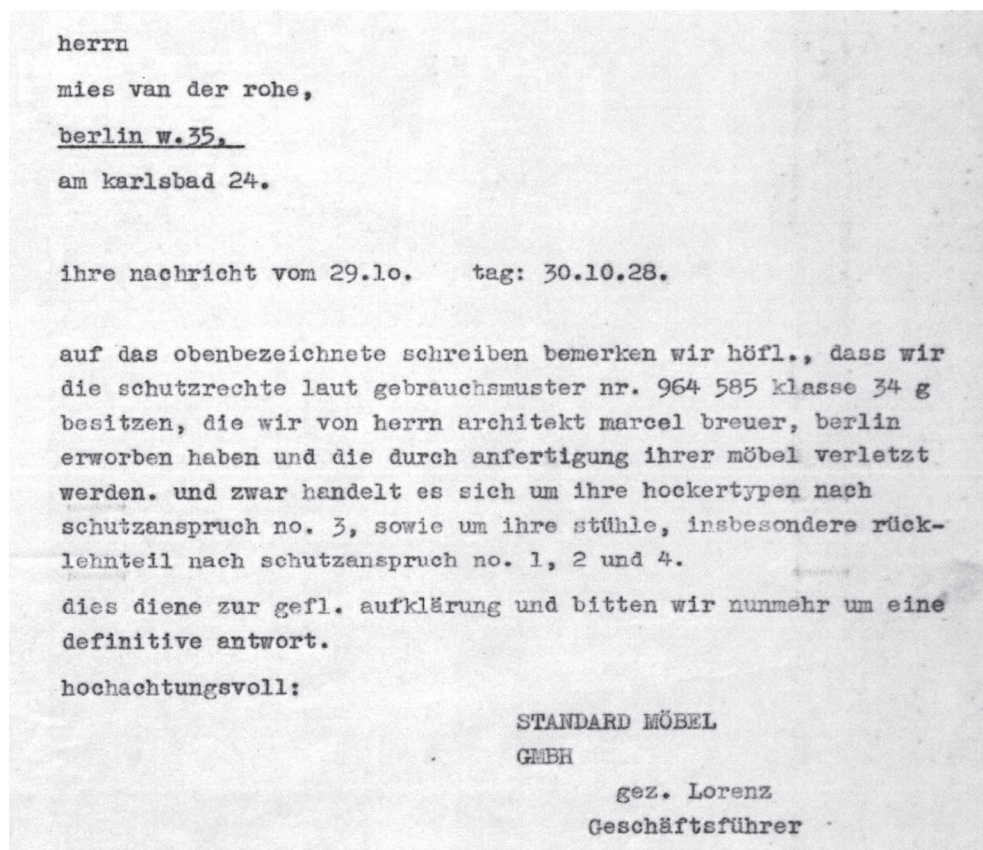 herrn
mies van der rohe,
berlin w.35,
am karlsbad 24.
ihre nachricht vom 29.lo. tag: 30.10.28.
auf das obenbezeichnete schreiben bemerken wir höfl., dass wir
die schutzrechte laut gebrauchsmuster nr. 964 585 klasse 34 g
besitzen, die wir von herrn architekt marcel breuer, berlin
erworben haben und die durch anfertigung ihrer möbel verletzt
werden. und zwar handelt es sich um ihre hockertypen nach
schutzanspruch no. 3, sowie um ihre stühle, insbesondere rück-
lehnteil nach schutzanspruch no. 1, 2 und 4.
dies diene zur gefl. aufklärung und bitten wir nunmehr um eine
definitive antwort.
hochachtungsvoll:
STANDARD MÖBEL
GMBH
gez. Lorenz
Geschäftsführer